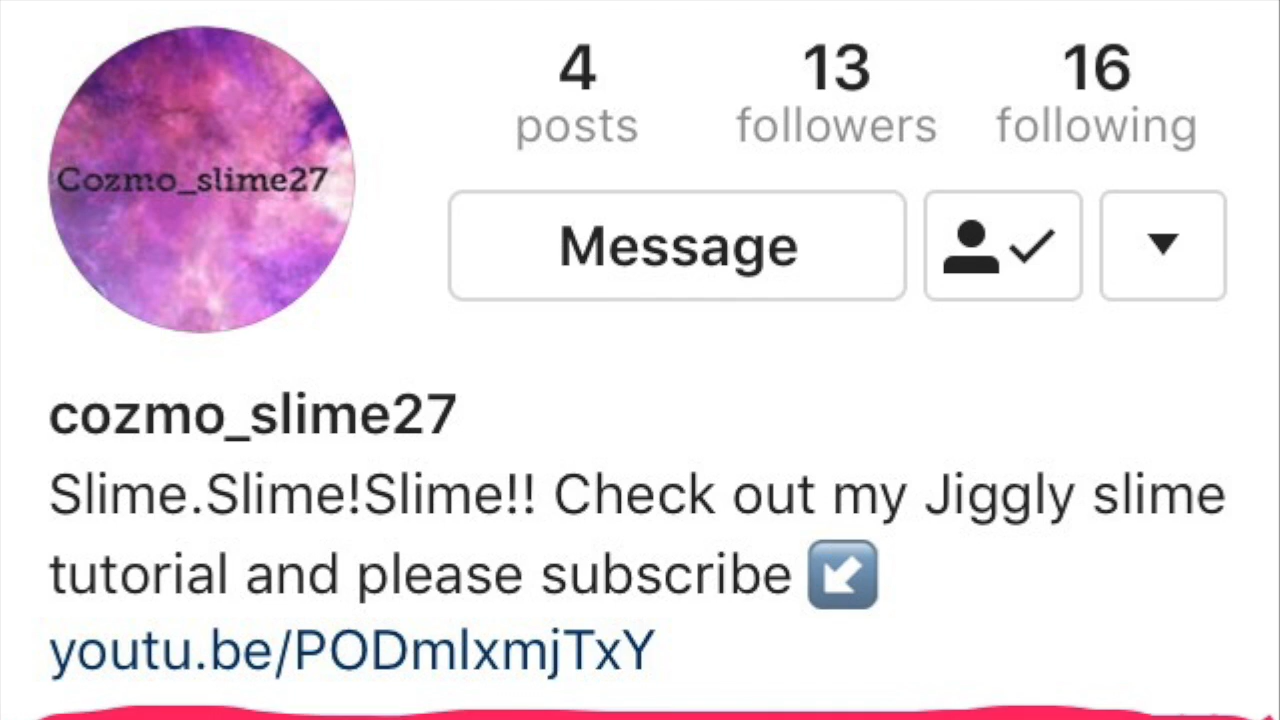 Cozmo_slime27
4 13 16
posts followers following
Message
cozmo_slime27
Slime.Slime!Slime!! Check out my Jiggly slime
tutorial and please subscribe ↙️
youtu.be/PODmlxmjTxY